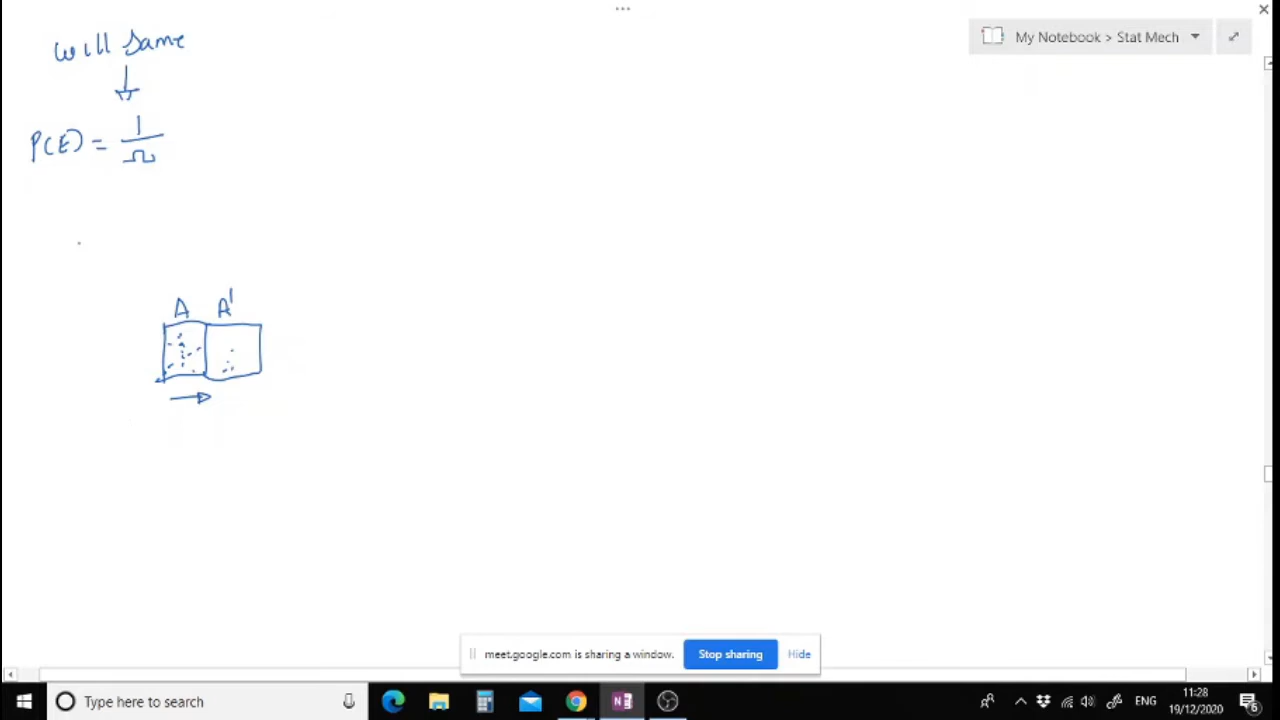 will same
My Notebook > Stat Mech
P(E) = 1/Ω
A A'
meet.google.com is sharing a window.
Stop sharing
Hide
Type here to search
ENG
11:28
19/12/2020
6